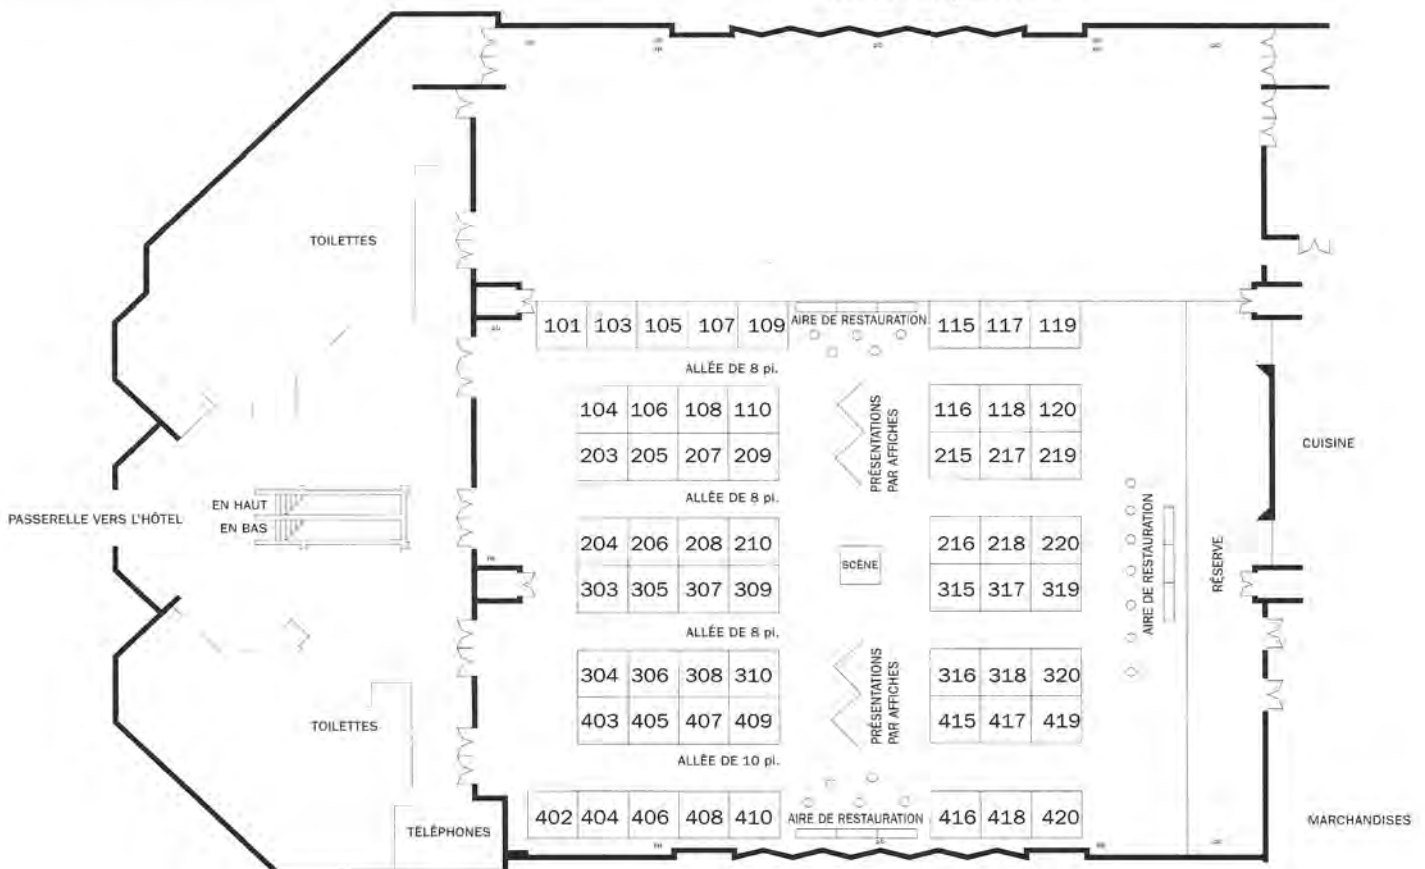 TOILETTES
101 103 105 107 109 AIRE DE RESTAURATION 115 117 119
ALLÉE DE 8 pi.
104 106 108 110 116 118 120
PRÉSENTATIONS
PAR AFFICHES
203 205 207 209 215 217 219
CUISINE
ALLÉE DE 8 pi.
EN HAUT
PASSERELLE VERS L'HÔTEL
EN BAS
204 206 208 210 216 218 220
SCÈNE
AIRE DE RESTAURATION
RÉSERVE
303 305 307 309 315 317 319
ALLÉE DE 8 pi.
304 306 308 310 316 318 320
PRÉSENTATIONS
PAR AFFICHES
403 405 407 409 415 417 419
TOILETTES
ALLÉE DE 10 pi.
402 404 406 408 410 AIRE DE RESTAURATION 416 418 420
TÉLÉPHONES
MARCHANDISES